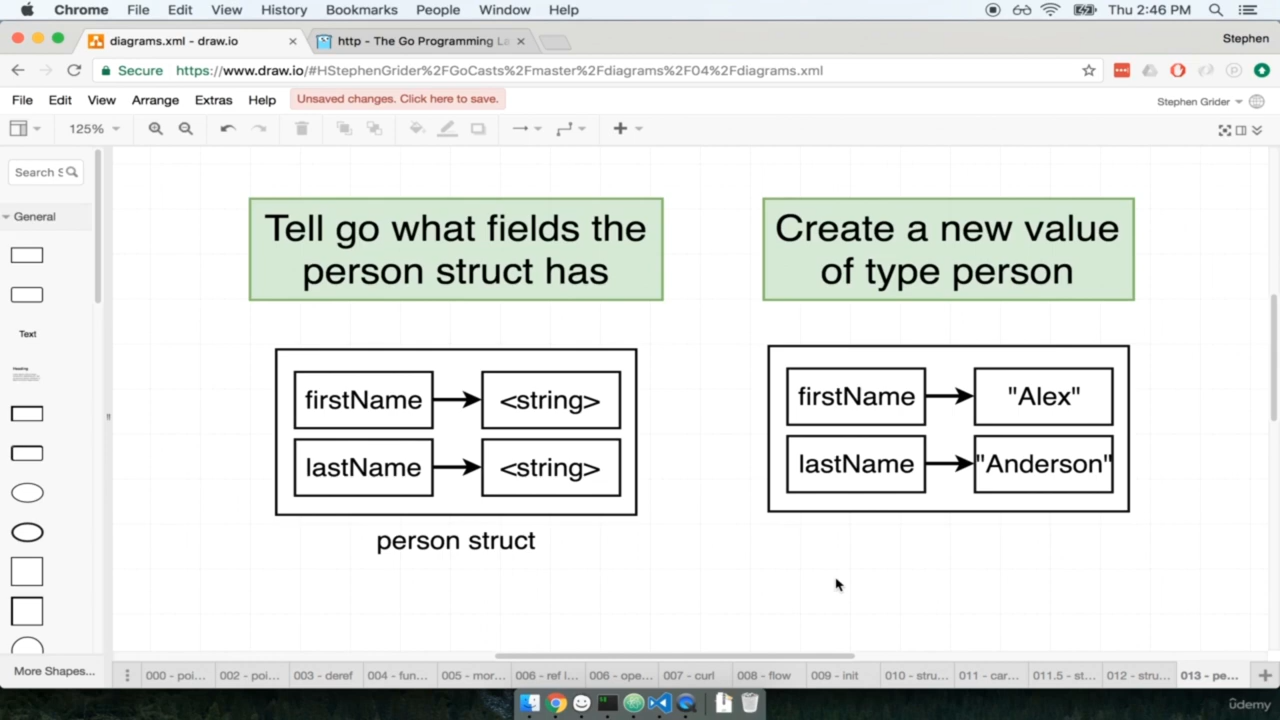 Chrome File Edit View History Bookmarks People Window Help Thu 2:46 PM
diagrams.xml - draw.io http - The Go Programming La Stephen
Secure https://www.draw.io/#HStephenGrider%2FGoCasts%2Fmaster%2Fdiagrams%2F04%2Fdiagrams.xml
File Edit View Arrange Extras Help Unsaved changes. Click here to save. Stephen Grider
125%
Search S
General
Text
Heading
Tell go what fields the
person struct has
firstName <string>
lastName <string>
person struct
Create a new value
of type person
firstName "Alex"
lastName "Anderson"
More Shapes...
000 - poi... 002 - poi... 003 - deref 004 - fun... 005 - mor... 006 - ref l... 006 - ope... 007 - curl 008 - flow 009 - init 010 - stru... 011 - car... 011.5 - st... 012 - stru... 013 - pe...
ûdemy